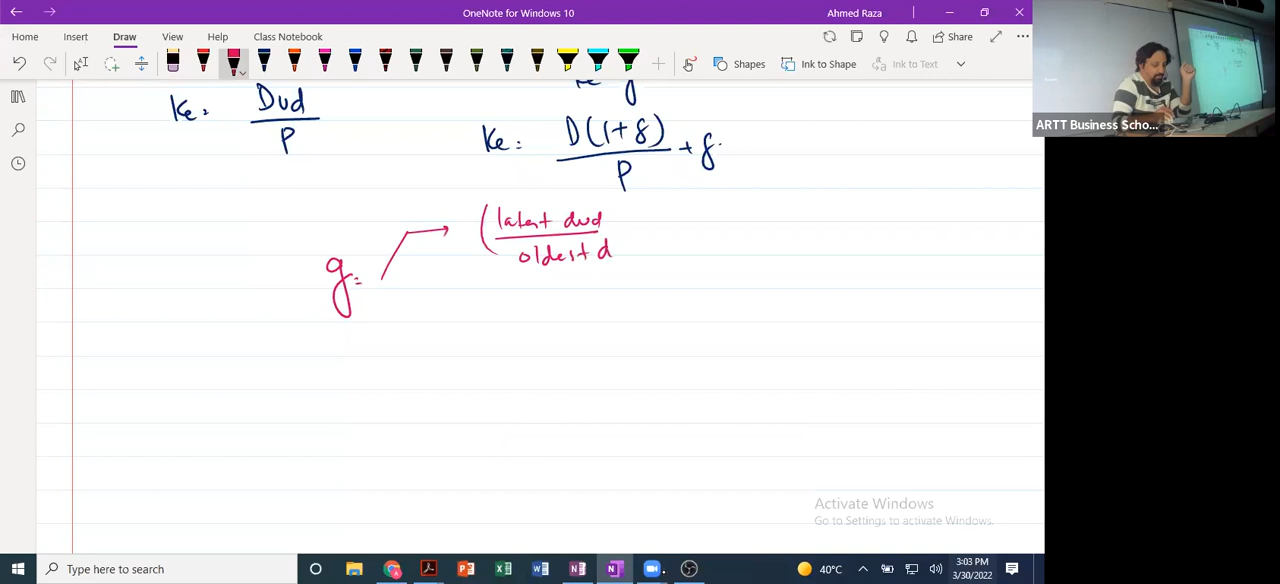 OneNote for Windows 10
Ahmed Raza
Home Insert Draw View Help Class Notebook
Share
Shapes Ink to Shape Ink to Text
ARTT Business Scho...
Ke = Dvd / P
Ke = D(1+g) / P + g
g =
(latest dvd
oldest d
Activate Windows
Go to Settings to activate Windows.
Type here to search
40°C
3:03 PM
3/30/2022